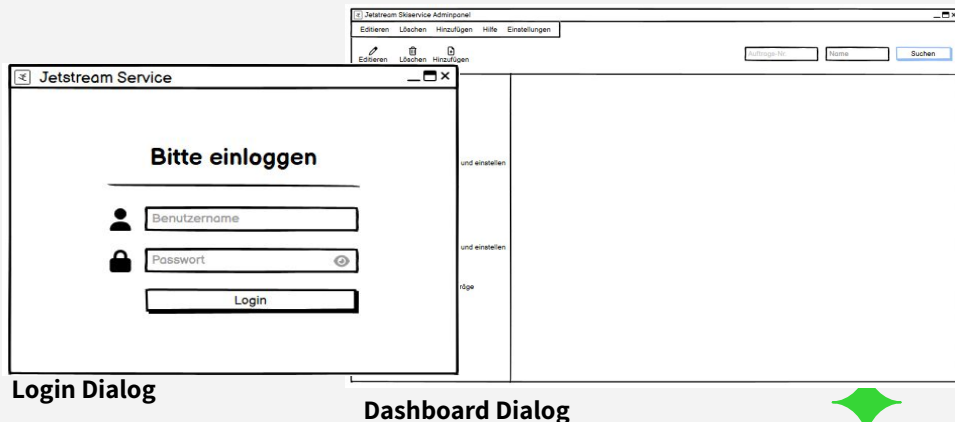 Jetstream Skiservice Adminpanel
Editieren Löschen Hinzufügen Hilfe Einstellungen
Editieren Löschen Hinzufügen
Auftrags-Nr. Name Suchen
Jetstream Service
Bitte einloggen
Benutzername
Passwort
Login
und einstellen
und einstellen
räge
Login Dialog
Dashboard Dialog